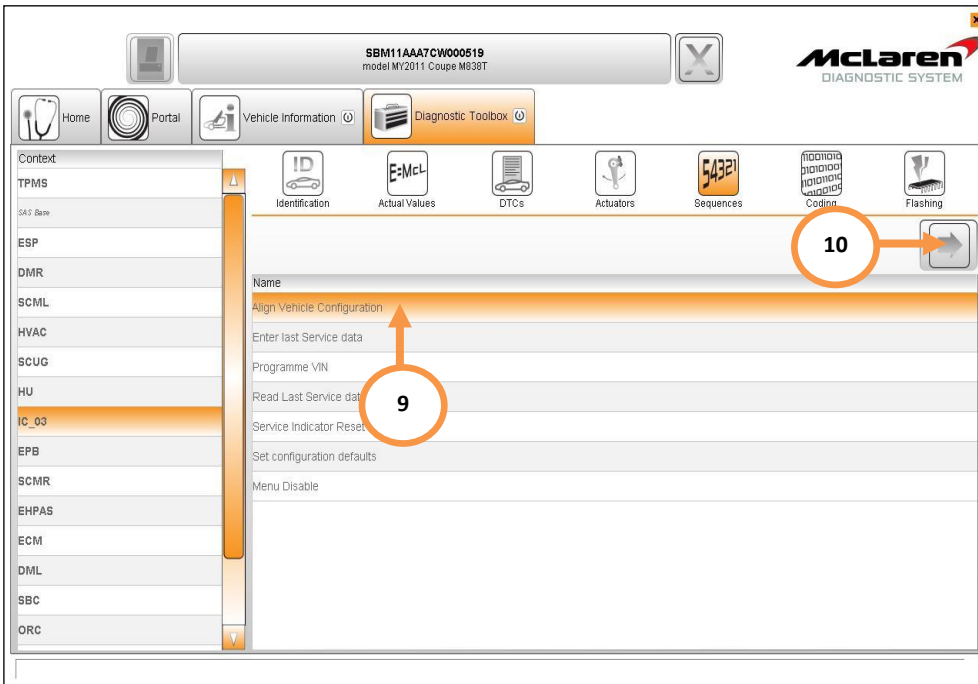 SBM11AAA7CW000519
model MY2011 Coupe M838T
McLaren
DIAGNOSTIC SYSTEM
Home
Portal
Vehicle Information
Diagnostic Toolbox
Context
TPMS
SAS Base
ESP
DMR
SCML
HVAC
SCUG
HU
IC_03
EPB
SCMR
EHPAS
ECM
DML
SBC
ORC
ID
E:McL
54321
Identification
Actual Values
DTCs
Actuators
Sequences
Coding
Flashing
10
Name
Align Vehicle Configuration
Enter last Service data
Programme VIN
Read Last Service dat
Service Indicator Reset
Set configuration defaults
Menu Disable
9